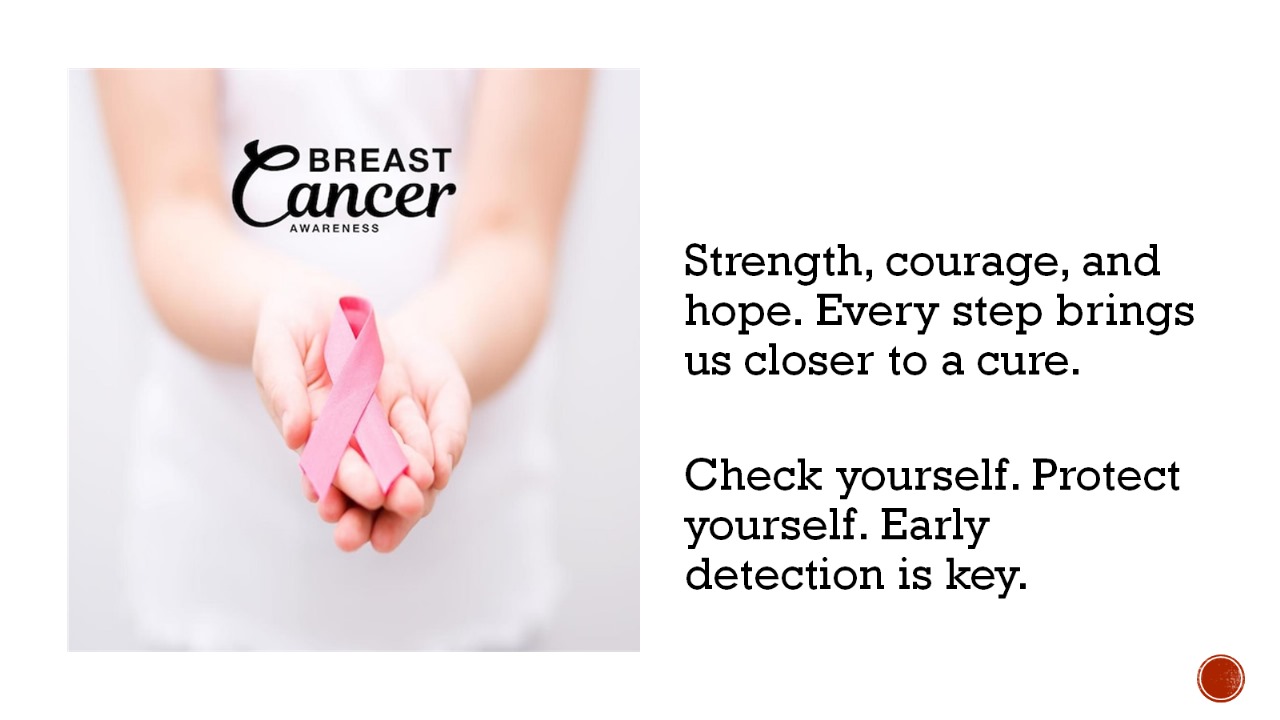 BREAST
Cancer
AWARENESS
Strength, courage, and
hope. Every step brings
us closer to a cure.
Check yourself. Protect
yourself. Early
detection is key.